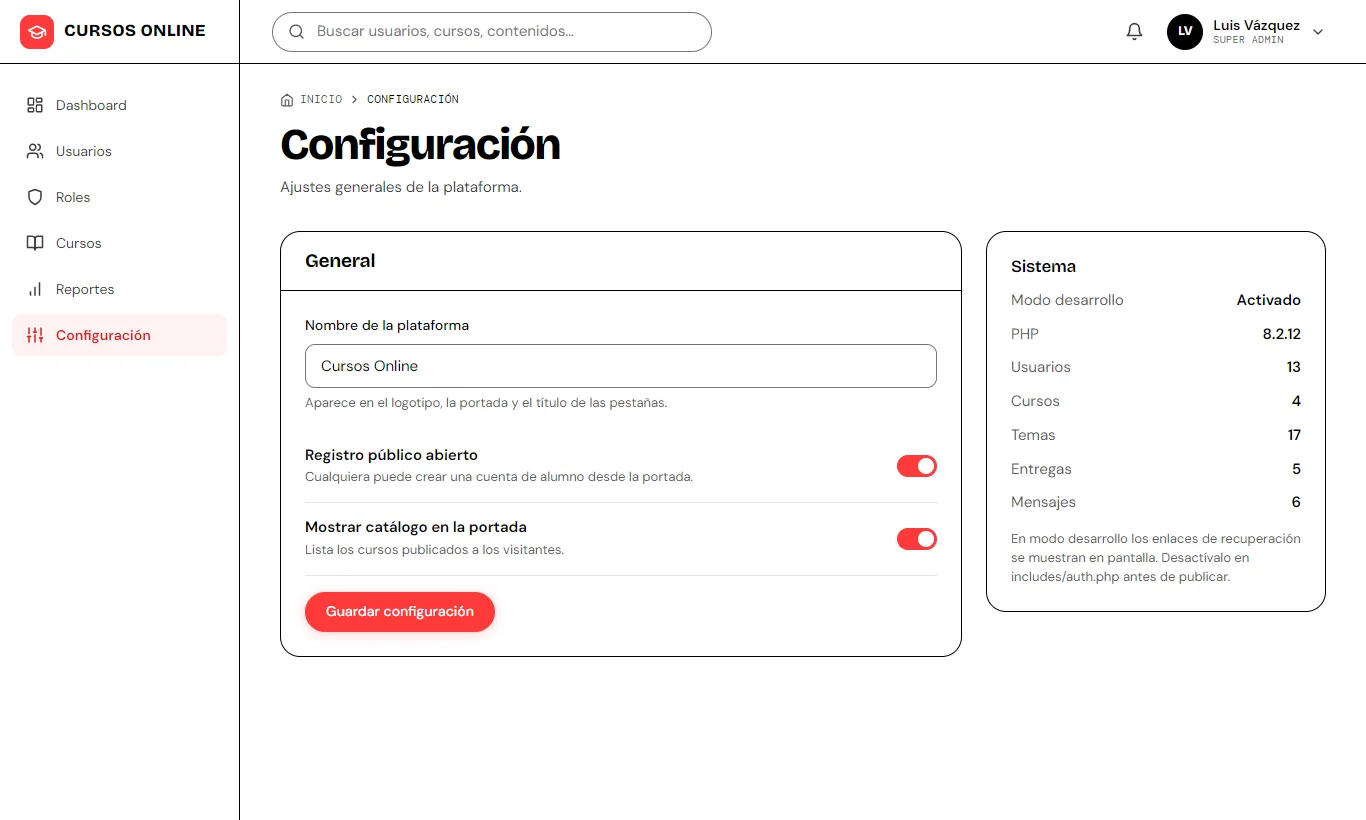 CURSOS ONLINE
Buscar usuarios, cursos, contenidos...
LV
Luis Vázquez
SUPER ADMIN
Dashboard
Usuarios
Roles
Cursos
Reportes
Configuración
INICIO > CONFIGURACIÓN
Configuración
Ajustes generales de la plataforma.
General
Nombre de la plataforma
Cursos Online
Aparece en el logotipo, la portada y el título de las pestañas.
Registro público abierto
Cualquiera puede crear una cuenta de alumno desde la portada.
Mostrar catálogo en la portada
Lista los cursos publicados a los visitantes.
Guardar configuración
Sistema
Modo desarrollo Activado
PHP 8.2.12
Usuarios 13
Cursos 4
Temas 17
Entregas 5
Mensajes 6
En modo desarrollo los enlaces de recuperación
se muestran en pantalla. Desactívalo en
includes/auth.php antes de publicar.